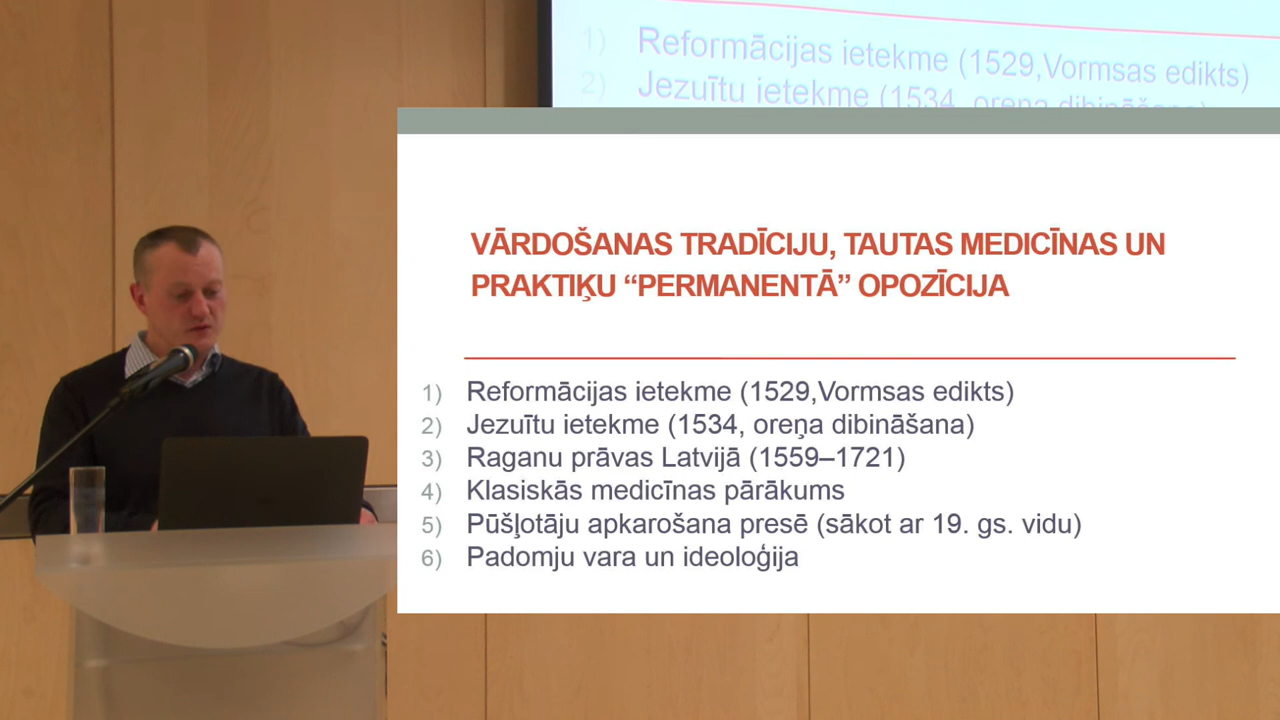 1) Reformācijas ietekme (1529,Vormsas edikts)
2) Jezuītu ietekme (1534, oreņa dibināšana)
VĀRDOŠANAS TRADĪCIJU, TAUTAS MEDICĪNAS UN
PRAKTIĶU “PERMANENTĀ” OPOZĪCIJA
1) Reformācijas ietekme (1529,Vormsas edikts)
2) Jezuītu ietekme (1534, oreņa dibināšana)
3) Raganu prāvas Latvijā (1559–1721)
4) Klasiskās medicīnas pārākums
5) Pūšļotāju apkarošana presē (sākot ar 19. gs. vidu)
6) Padomju vara un ideoloģija